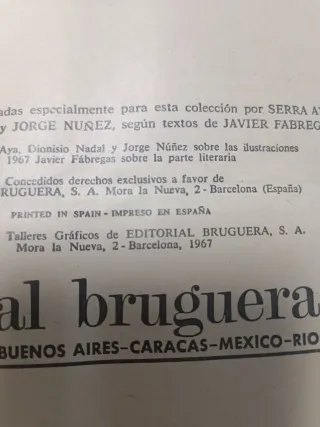 adas especialmente para esta colección por SERRA A
y JORGE NUÑEZ, según textos de JAVIER FABREG
Aya, Dionisio Nadal y Jorge Núñez sobre las ilustraciones
1967 Javier Fábregas sobre la parte literaria
Concedidos derechos exclusivos a favor de
RUGUERA, S. A. Mora la Nueva, 2 - Barcelona (España)
PRINTED IN SPAIN - IMPRESO EN ESPAÑA
Talleres Gráficos de EDITORIAL BRUGUERA, S. A.
Mora la Nueva, 2 - Barcelona, 1967
al bruguera
BUENOS AIRES-CARACAS-MEXICO-RIO